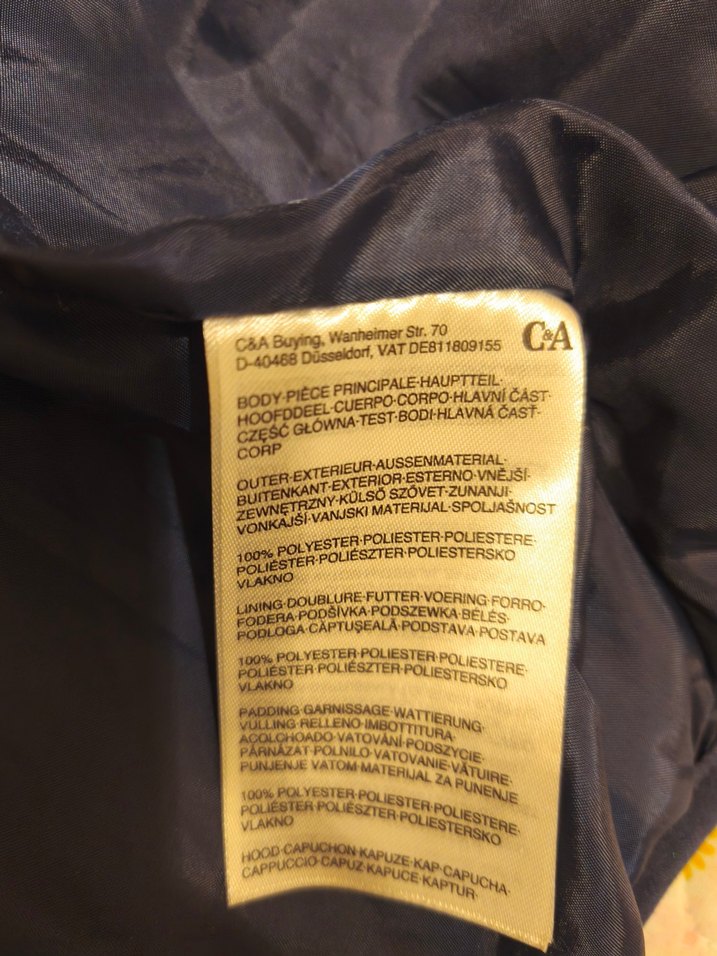 C&A Buying, Wanheimer Str. 70
D-40468 Düsseldorf, VAT DE811809155
C&A
BODY·PIÈCE PRINCIPALE·HAUPTTEIL·
HOOFDDEEL·CUERPO·CORPO·HLAVNÍ ČÁST·
CZĘŚĆ GŁÓWNA·TEST·BODI·HLAVNÁ ČASŤ·
CORP
OUTER·EXTERIEUR·AUSSENMATERIAL·
BUITENKANT·EXTERIOR·ESTERNO·VNĚJŠÍ·
ZEWNĘTRZNY·KÜLSŐ SZÖVET·ZUNANJI·
VONKAJŠÍ·VANJSKI MATERIJAL·SPOLJAŠNOST
100% POLYESTER·POLIESTER·POLIESTERE·
POLIÉSTER·POLIÉSZTER·POLIESTERSKO
VLAKNO
LINING·DOUBLURE·FUTTER·VOERING·FORRO·
FODERA·PODŠÍVKA·PODSZEWKA·BÉLÉS·
PODLOGA·CĂPTUŞEALĂ·PODSTAVA·POSTAVA
100% POLYESTER·POLIESTER·POLIESTERE·
POLIÉSTER·POLIÉSZTER·POLIESTERSKO
VLAKNO
PADDING·GARNISSAGE·WATTIERUNG·
VULLING·RELLENO·IMBOTTITURA·
ACOLCHOADO·VATOVÁNÍ·PODSZYCIE·
PÁRNÁZAT·POLNILO·VATOVANIE·VĂTUIRE·
PUNJENJE VATOM·MATERIJAL ZA PUNENJE
100% POLYESTER·POLIESTER·POLIESTERE·
POLIÉSTER·POLIÉSZTER·POLIESTERSKO
VLAKNO
HOOD·CAPUCHON·KAPUZE·KAP·CAPUCHA·
CAPPUCCIO·CAPUZ·KAPUCE·KAPTUR·